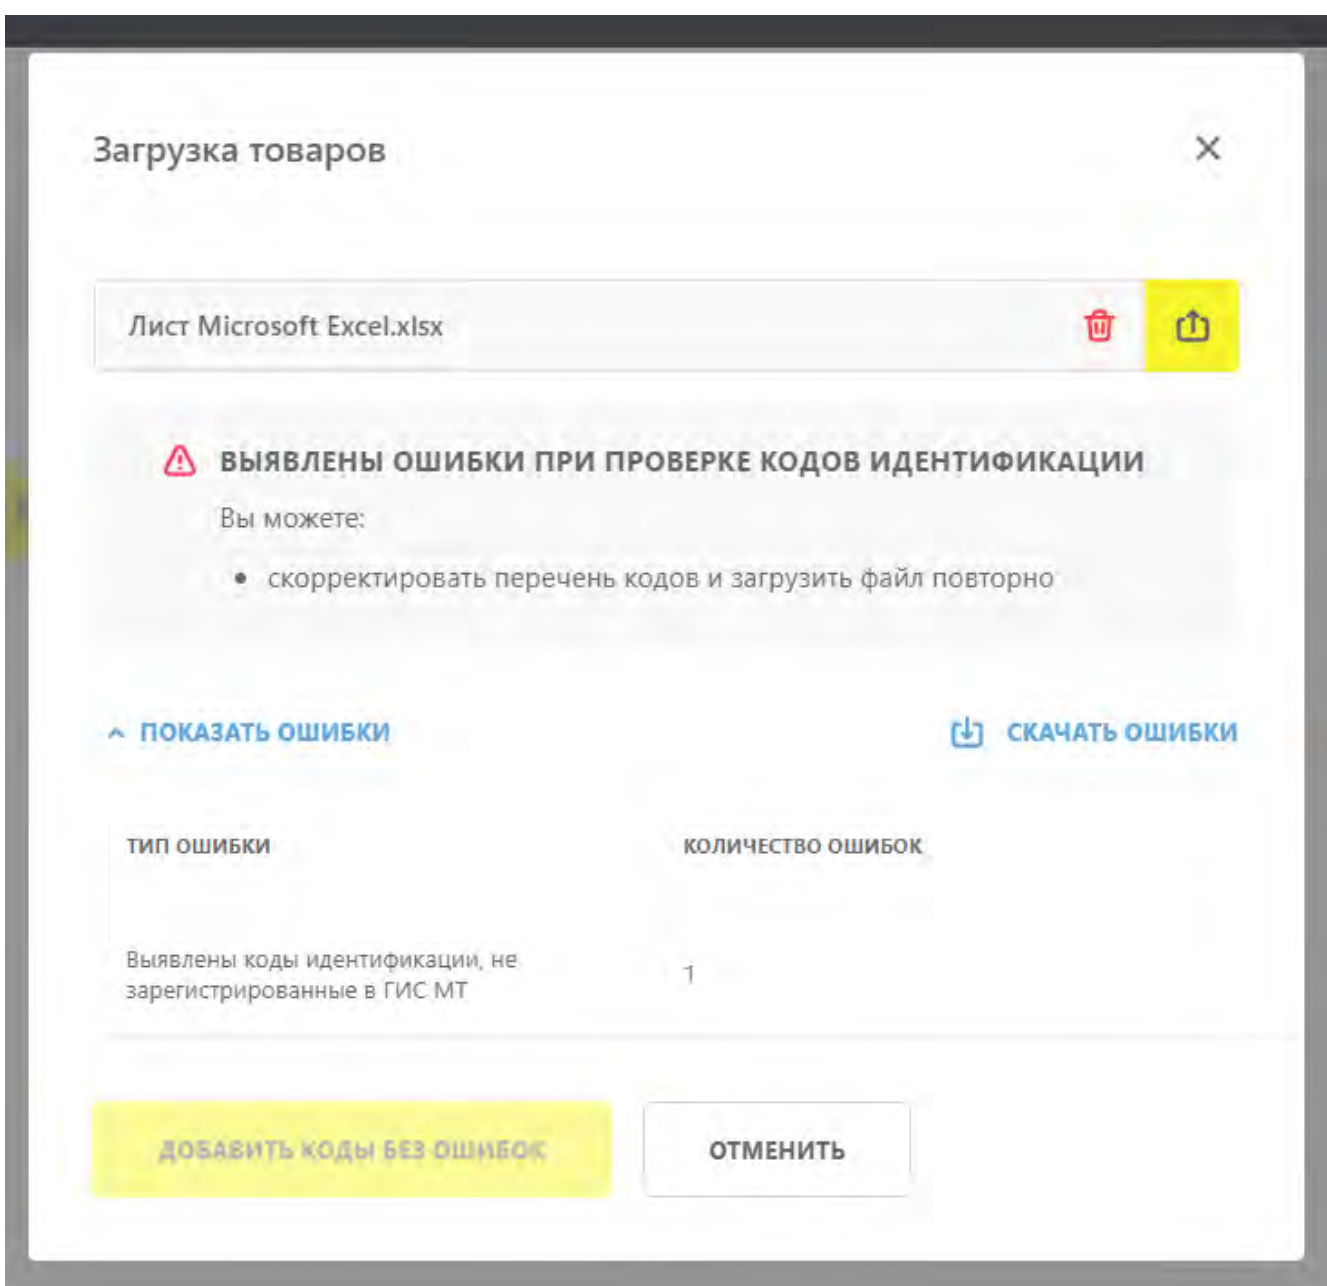 Загрузка товаров
Лист Microsoft Excel.xlsx
ВЫЯВЛЕНЫ ОШИБКИ ПРИ ПРОВЕРКЕ КОДОВ ИДЕНТИФИКАЦИИ
Вы можете:
• скорректировать перечень кодов и загрузить файл повторно
ПОКАЗАТЬ ОШИБКИ СКАЧАТЬ ОШИБКИ
ТИП ОШИБКИ КОЛИЧЕСТВО ОШИБОК
Выявлены коды идентификации, не
зарегистрированные в ГИС МТ 1
ДОБАВИТЬ КОДЫ БЕЗ ОШИБОК ОТМЕНИТЬ